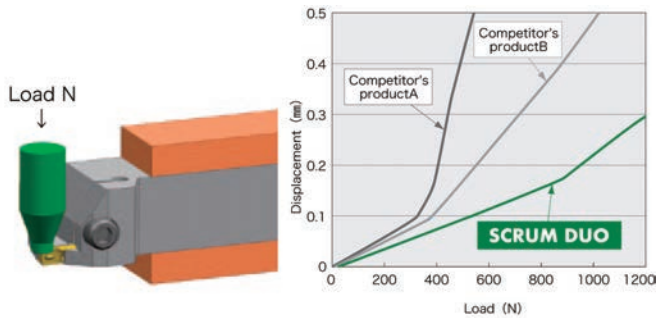 Load N
Displacement (mm)
0.5
0.4
0.3
0.2
0.1
0
Competitor's
productB
Competitor's
productA
SCRUM DUO
0
200
400
600
800
1000
1200
Load (N)